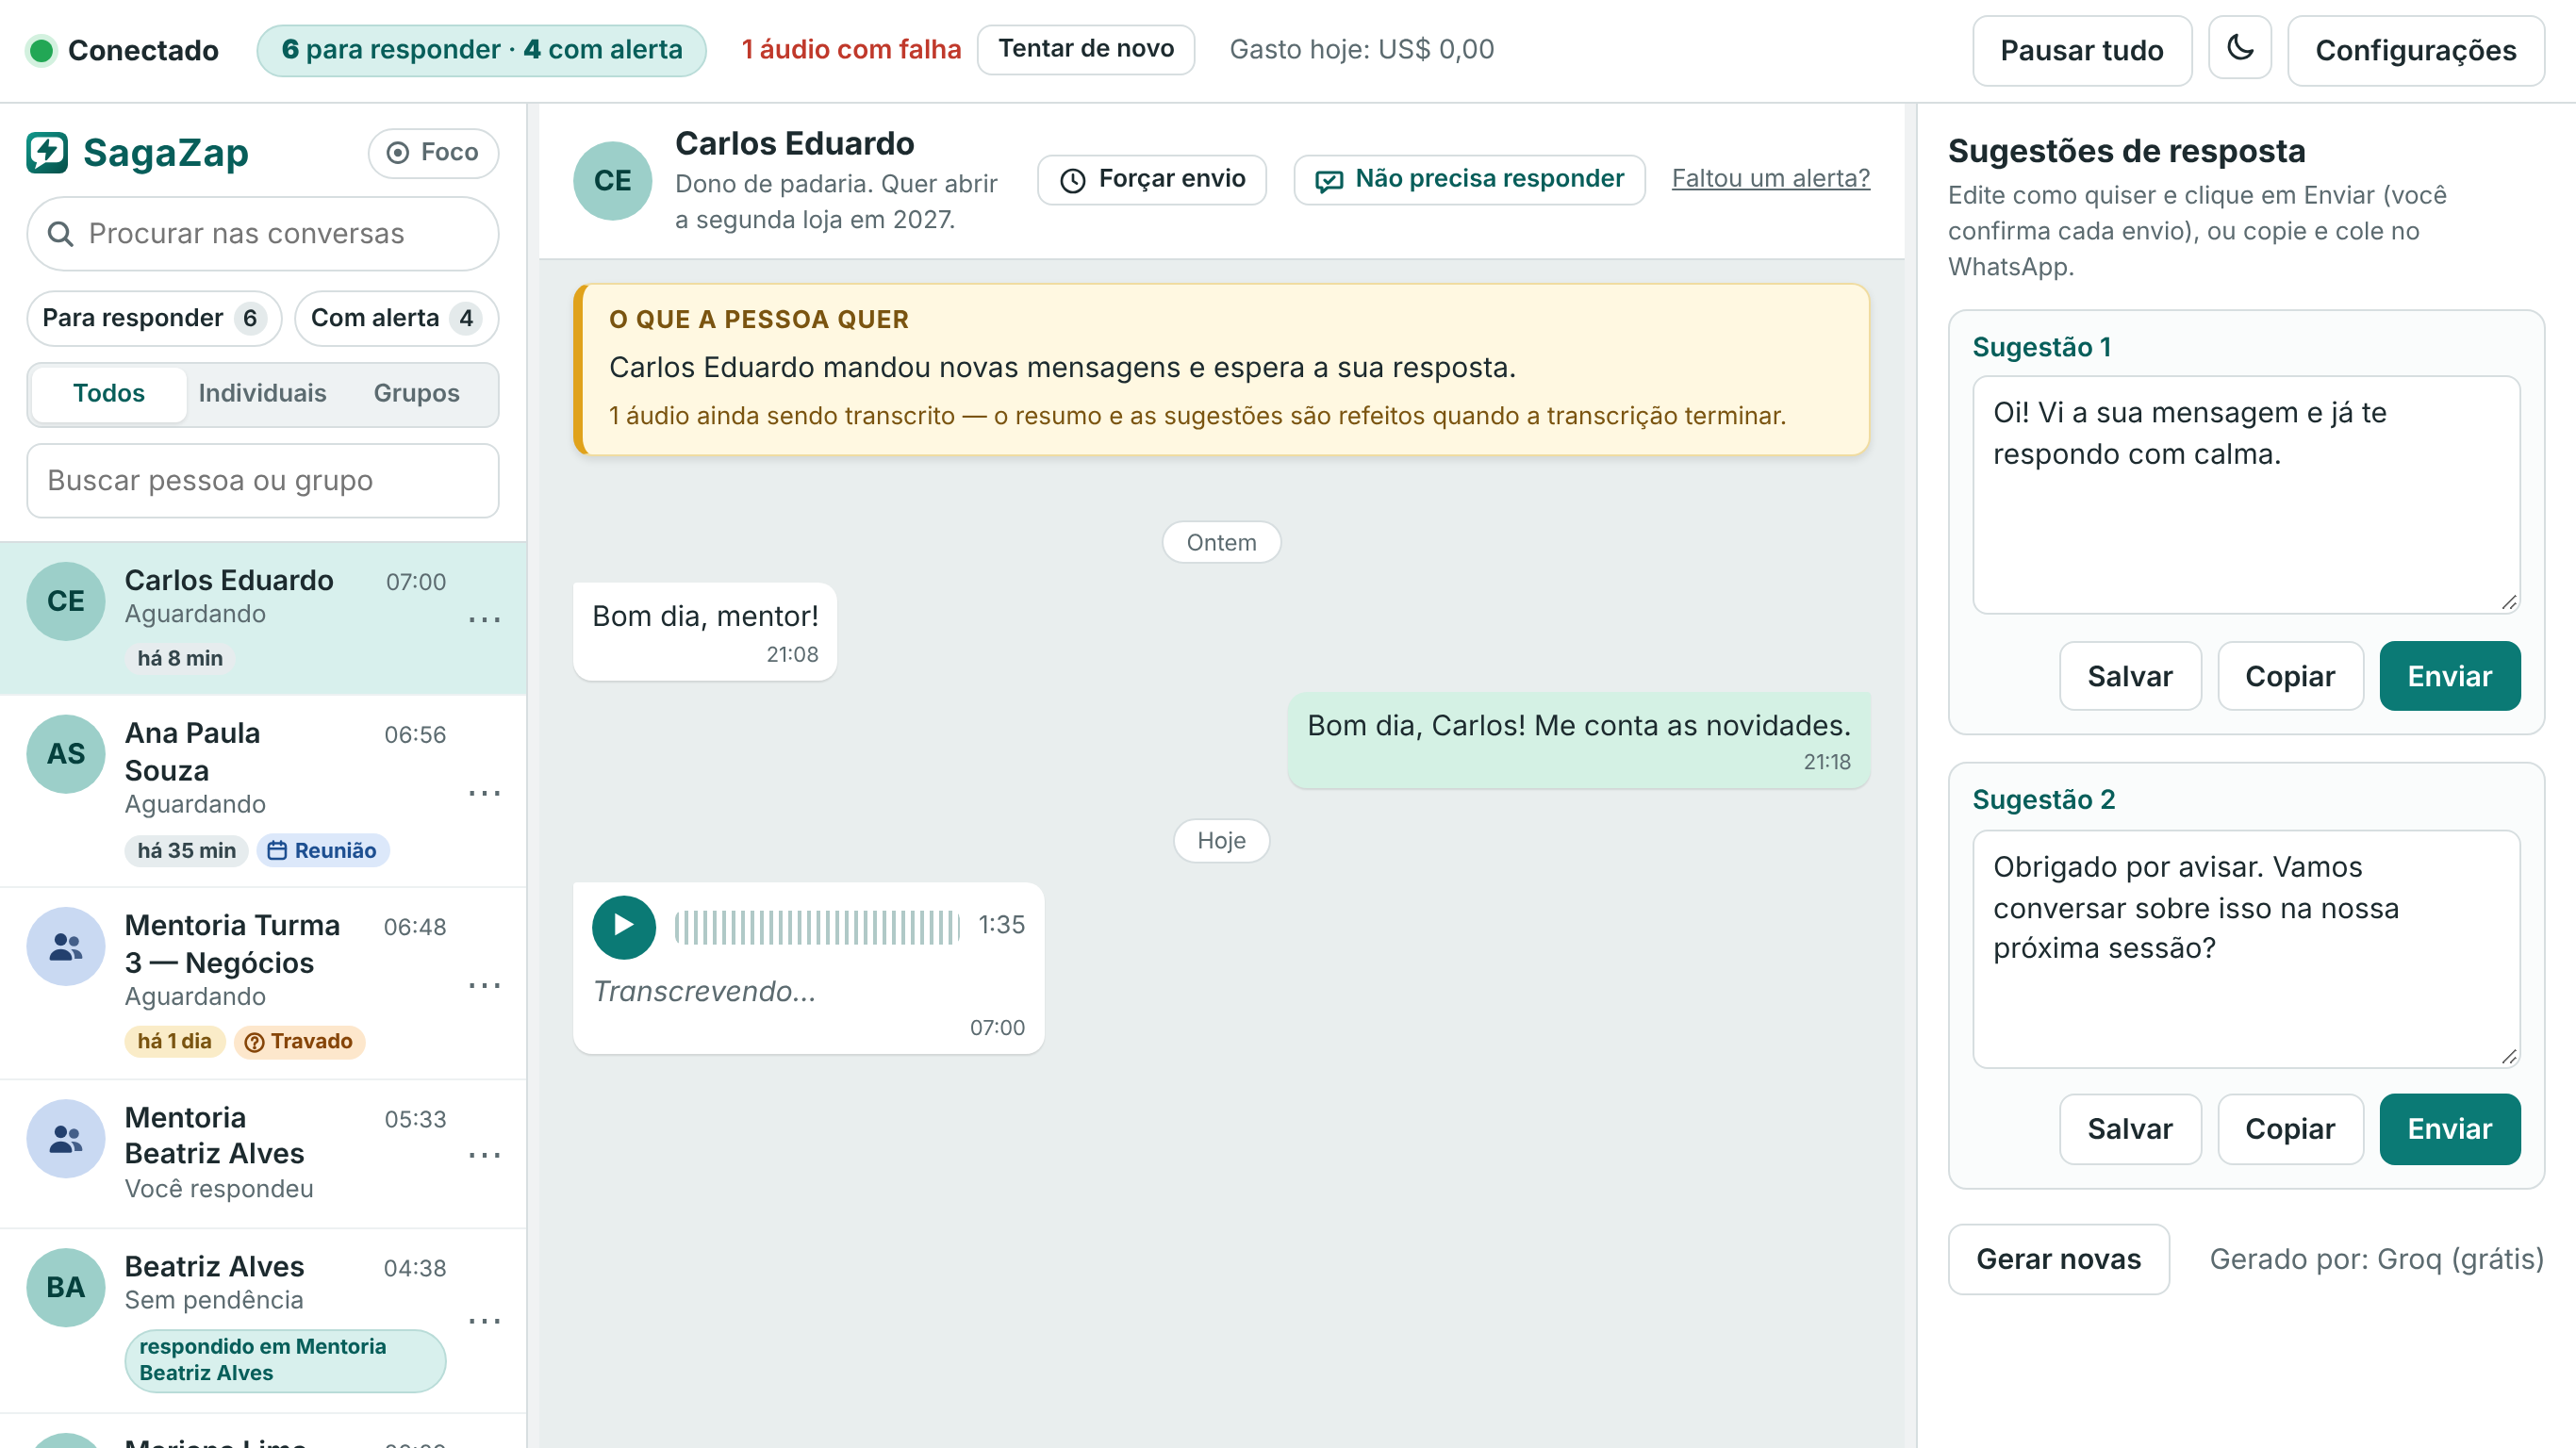 Conectado
6 para responder · 4 com alerta
1 áudio com falha
Tentar de novo
Gasto hoje: US$ 0,00
Pausar tudo
Configurações
SagaZap
Foco
Procurar nas conversas
Para responder 6
Com alerta 4
Todos
Individuais
Grupos
Buscar pessoa ou grupo
CE
Carlos Eduardo
07:00
Aguardando
há 8 min
...
AS
Ana Paula
Souza
06:56
Aguardando
há 35 min
Reunião
...
Mentoria Turma
3 — Negócios
06:48
Aguardando
há 1 dia
Travado
...
Mentoria
Beatriz Alves
05:33
Você respondeu
...
BA
Beatriz Alves
04:38
Sem pendência
respondido em Mentoria
Beatriz Alves
...
CE
Carlos Eduardo
Dono de padaria. Quer abrir
a segunda loja em 2027.
Forçar envio
Não precisa responder
Faltou um alerta?
O QUE A PESSOA QUER
Carlos Eduardo mandou novas mensagens e espera a sua resposta.
1 áudio ainda sendo transcrito — o resumo e as sugestões são refeitos quando a transcrição terminar.
Ontem
Bom dia, mentor!
21:08
Bom dia, Carlos! Me conta as novidades.
21:18
Hoje
1:35
Transcrevendo...
07:00
Sugestões de resposta
Edite como quiser e clique em Enviar (você
confirma cada envio), ou copie e cole no
WhatsApp.
Sugestão 1
Oi! Vi a sua mensagem e já te
respondo com calma.
Salvar
Copiar
Enviar
Sugestão 2
Obrigado por avisar. Vamos
conversar sobre isso na nossa
próxima sessão?
Salvar
Copiar
Enviar
Gerar novas
Gerado por: Groq (grátis)